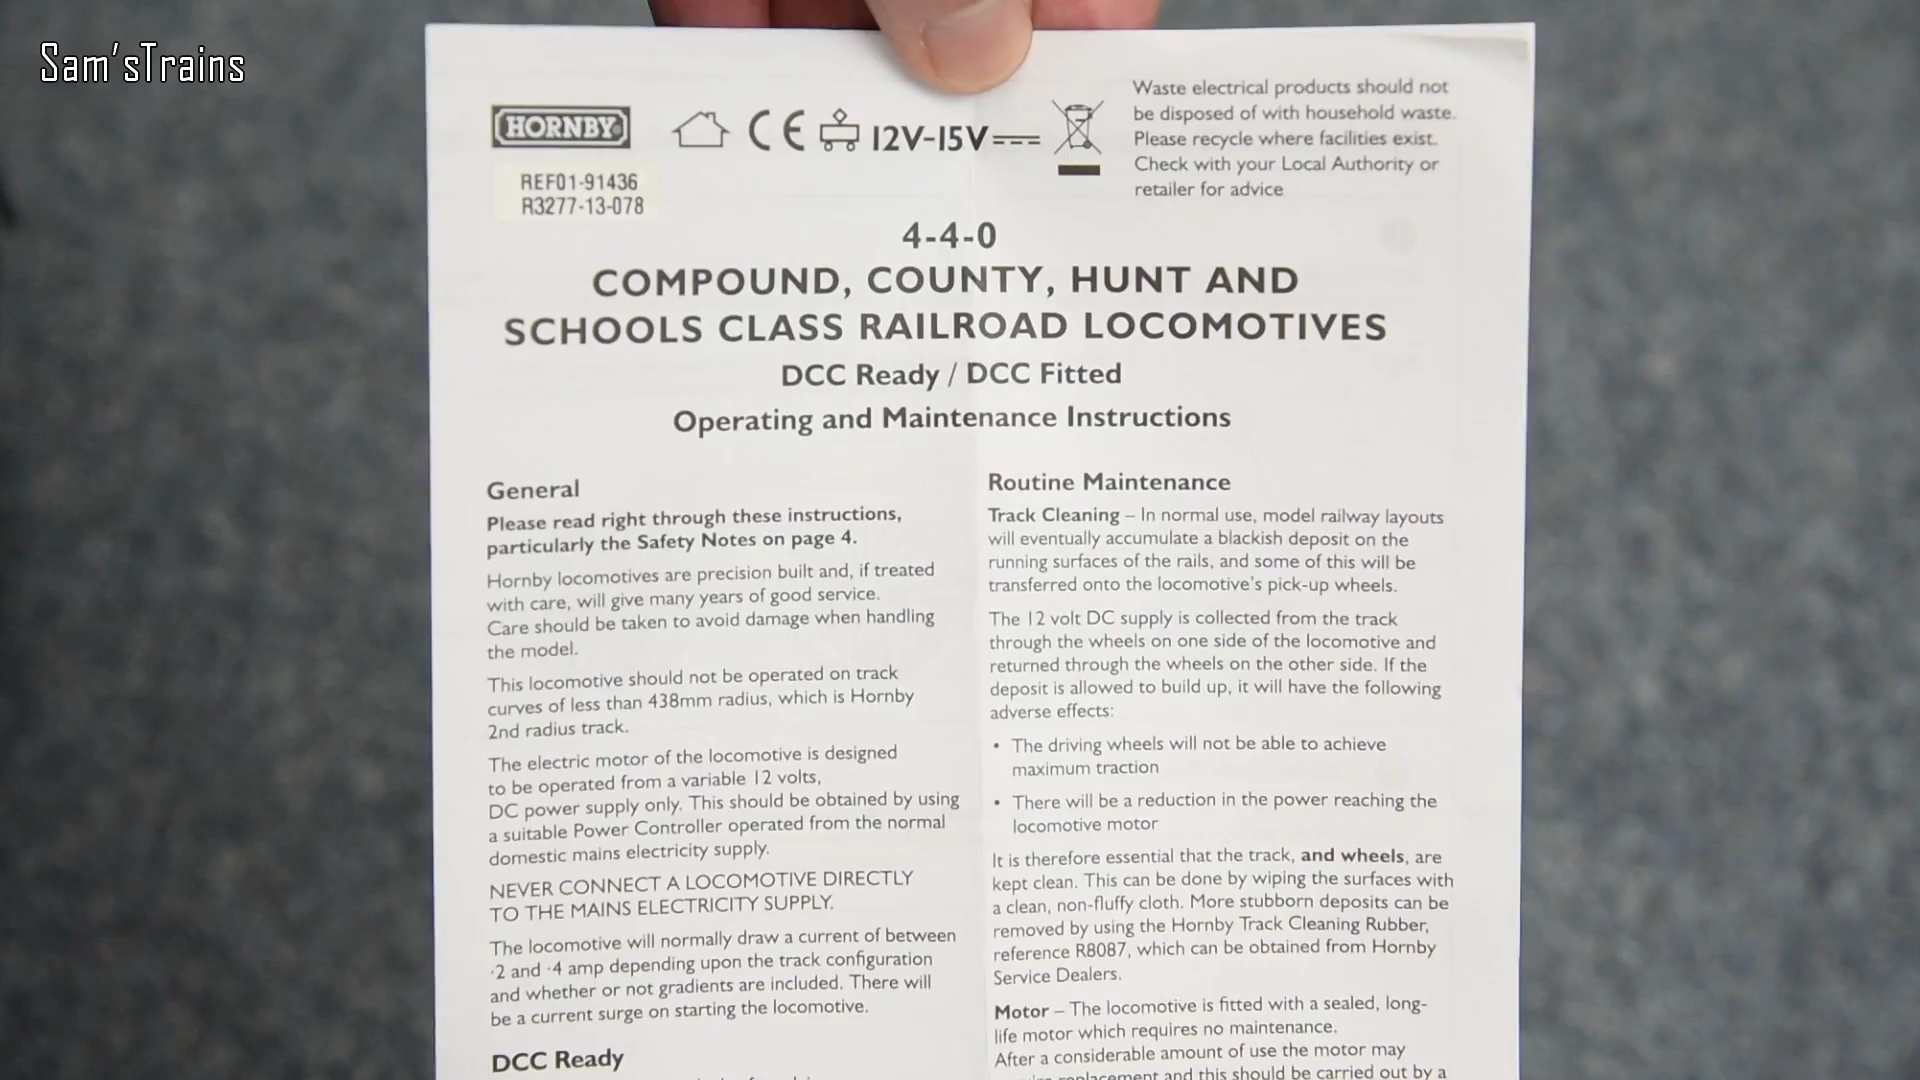 Sam'sTrains
HORNBY
CE 12V-15V
Waste electrical products should not
be disposed of with household waste.
Please recycle where facilities exist.
Check with your Local Authority or
retailer for advice
REF01-91436
R3277-13-078
4-4-0
COMPOUND, COUNTY, HUNT AND
SCHOOLS CLASS RAILROAD LOCOMOTIVES
DCC Ready / DCC Fitted
Operating and Maintenance Instructions
General
Please read right through these instructions,
particularly the Safety Notes on page 4.
Hornby locomotives are precision built and, if treated
with care, will give many years of good service.
Care should be taken to avoid damage when handling
the model.
This locomotive should not be operated on track
curves of less than 438mm radius, which is Hornby
2nd radius track.
The electric motor of the locomotive is designed
to be operated from a variable 12 volts,
DC power supply only. This should be obtained by using
a suitable Power Controller operated from the normal
domestic mains electricity supply.
NEVER CONNECT A LOCOMOTIVE DIRECTLY
TO THE MAINS ELECTRICITY SUPPLY.
The locomotive will normally draw a current of between
·2 and ·4 amp depending upon the track configuration
and whether or not gradients are included. There will
be a current surge on starting the locomotive.
DCC Ready
Routine Maintenance
Track Cleaning – In normal use, model railway layouts
will eventually accumulate a blackish deposit on the
running surfaces of the rails, and some of this will be
transferred onto the locomotive's pick-up wheels.
The 12 volt DC supply is collected from the track
through the wheels on one side of the locomotive and
returned through the wheels on the other side. If the
deposit is allowed to build up, it will have the following
adverse effects:
• The driving wheels will not be able to achieve
maximum traction
• There will be a reduction in the power reaching the
locomotive motor
It is therefore essential that the track, and wheels, are
kept clean. This can be done by wiping the surfaces with
a clean, non-fluffy cloth. More stubborn deposits can be
removed by using the Hornby Track Cleaning Rubber,
reference R8087, which can be obtained from Hornby
Service Dealers.
Motor – The locomotive is fitted with a sealed, long-
life motor which requires no maintenance.
After a considerable amount of use the motor may
replacement and this should be carried out by a